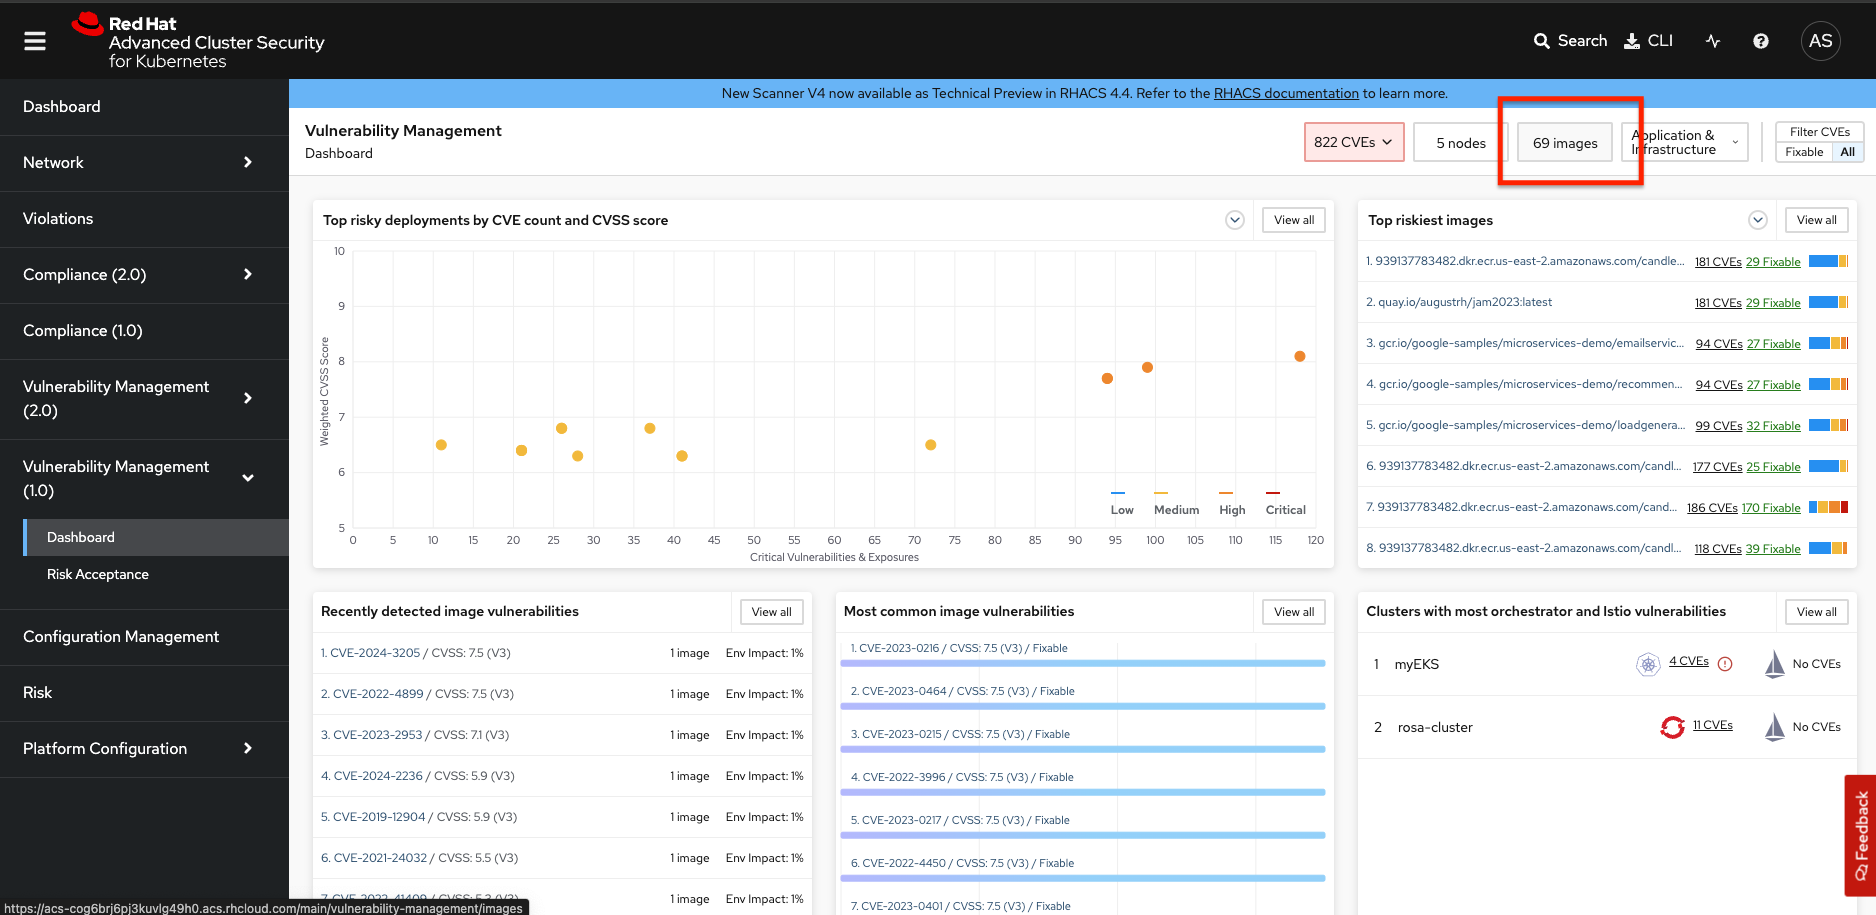 Red Hat
Advanced Cluster Security
for Kubernetes
Search
CLI
AS
Dashboard
Network
Violations
Compliance (2.0)
Compliance (1.0)
Vulnerability Management
(2.0)
Vulnerability Management
(1.0)
Dashboard
Risk Acceptance
Configuration Management
Risk
Platform Configuration
New Scanner V4 now available as Technical Preview in RHACS 4.4. Refer to the RHACS documentation to learn more.
Vulnerability Management
Dashboard
822 CVEs
5 nodes
69 images
Application &
Infrastructure
Filter CVEs
Fixable
All
Top risky deployments by CVE count and CVSS score
View all
10
9
8
7
6
5
Weighted CVSS Score
Low
Medium
High
Critical
0
5
10
15
20
25
30
35
40
45
50
55
60
65
70
75
80
85
90
95
100
105
110
115
120
Critical Vulnerabilities & Exposures
Top riskiest images
View all
1. 939137783482.dkr.ecr.us-east-2.amazonaws.com/candle... 181 CVEs 29 Fixable
2. quay.io/augustrh/jam2023:latest 181 CVEs 29 Fixable
3. gcr.io/google-samples/microservices-demo/emailservic... 94 CVEs 27 Fixable
4. gcr.io/google-samples/microservices-demo/recommen... 94 CVEs 27 Fixable
5. gcr.io/google-samples/microservices-demo/loadgenera... 99 CVEs 32 Fixable
6. 939137783482.dkr.ecr.us-east-2.amazonaws.com/candl... 177 CVEs 25 Fixable
7. 939137783482.dkr.ecr.us-east-2.amazonaws.com/cand... 186 CVEs 170 Fixable
8. 939137783482.dkr.ecr.us-east-2.amazonaws.com/candl... 118 CVEs 39 Fixable
Recently detected image vulnerabilities
View all
1. CVE-2024-3205 / CVSS: 7.5 (V3) 1 image Env Impact: 1%
2. CVE-2022-4899 / CVSS: 7.5 (V3) 1 image Env Impact: 1%
3. CVE-2023-2953 / CVSS: 7.1 (V3) 1 image Env Impact: 1%
4. CVE-2024-2236 / CVSS: 5.9 (V3) 1 image Env Impact: 1%
5. CVE-2019-12904 / CVSS: 5.9 (V3) 1 image Env Impact: 1%
6. CVE-2021-24032 / CVSS: 5.5 (V3) 1 image Env Impact: 1%
7. CVE-2022-41409 / CVSS: 5.3 (V3) 1 image Env Impact: 1%
Most common image vulnerabilities
View all
1. CVE-2023-0216 / CVSS: 7.5 (V3) / Fixable
2. CVE-2023-0464 / CVSS: 7.5 (V3) / Fixable
3. CVE-2023-0215 / CVSS: 7.5 (V3) / Fixable
4. CVE-2022-3996 / CVSS: 7.5 (V3) / Fixable
5. CVE-2023-0217 / CVSS: 7.5 (V3) / Fixable
6. CVE-2022-4450 / CVSS: 7.5 (V3) / Fixable
7. CVE-2023-0401 / CVSS: 7.5 (V3) / Fixable
Clusters with most orchestrator and Istio vulnerabilities
View all
1 myEKS 4 CVEs No CVEs
2 rosa-cluster 11 CVEs No CVEs
Feedback
https://acs-cog6brj6pj3kuvlg49h0.acs.rhcloud.com/main/vulnerability-management/images